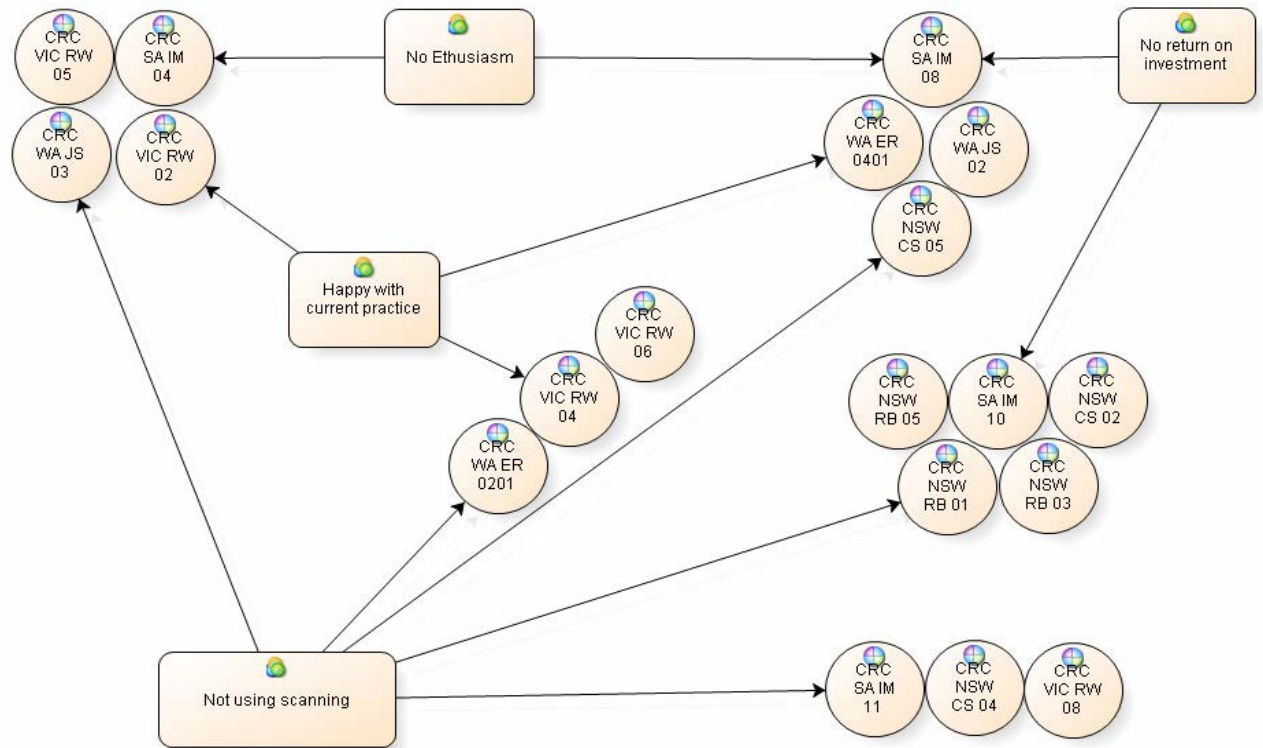 CRC
VIC RW
05
CRC
SA IM
04
No Ethusiasm
CRC
SA IM
08
No return on
investment
CRC
WA JS
03
CRC
VIC RW
02
CRC
WA ER
0401
CRC
WA JS
02
CRC
NSW
CS 05
Happy with
current practice
CRC
VIC RW
06
CRC
VIC RW
04
CRC
WA ER
0201
CRC
NSW
RB 05
CRC
SA IM
10
CRC
NSW
CS 02
CRC
NSW
RB 01
CRC
NSW
RB 03
Not using scanning
CRC
SA IM
11
CRC
NSW
CS 04
CRC
VIC RW
08